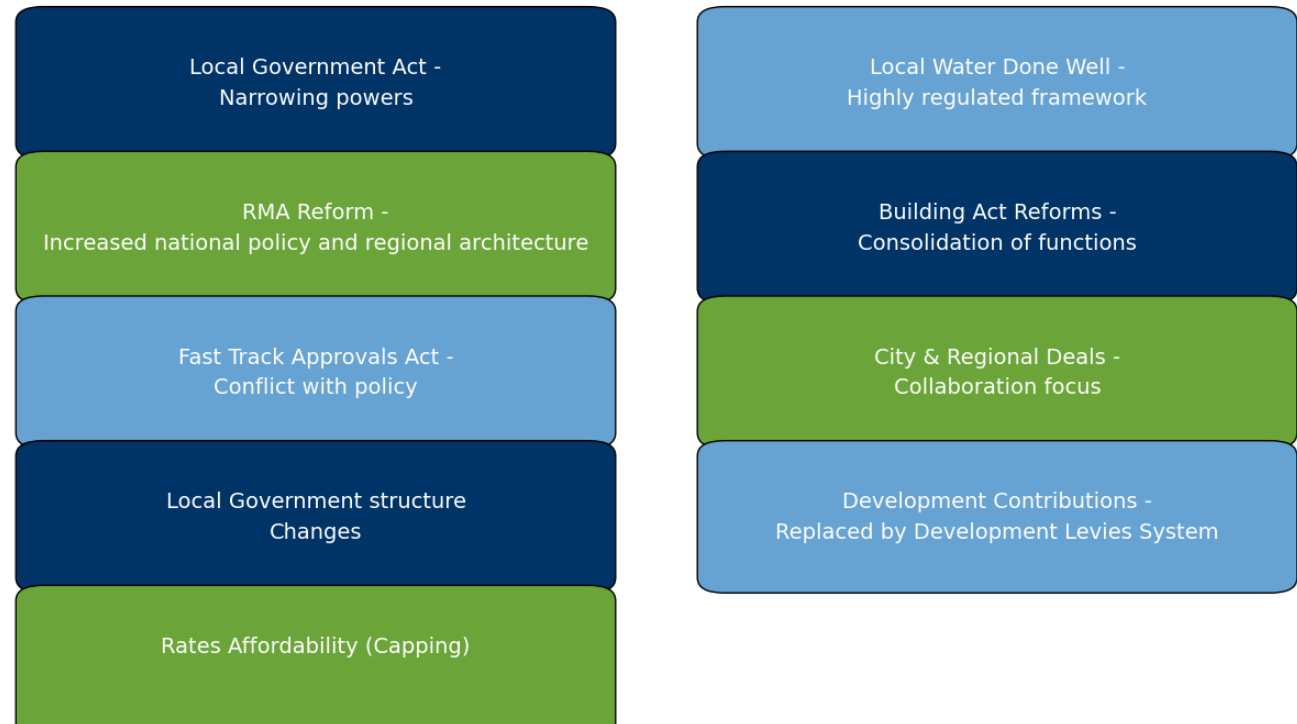 Local Government Act -
Narrowing powers
RMA Reform -
Increased national policy and regional architecture
Fast Track Approvals Act -
Conflict with policy
Local Government structure
Changes
Rates Affordability (Capping)
Local Water Done Well -
Highly regulated framework
Building Act Reforms -
Consolidation of functions
City & Regional Deals -
Collaboration focus
Development Contributions -
Replaced by Development Levies System